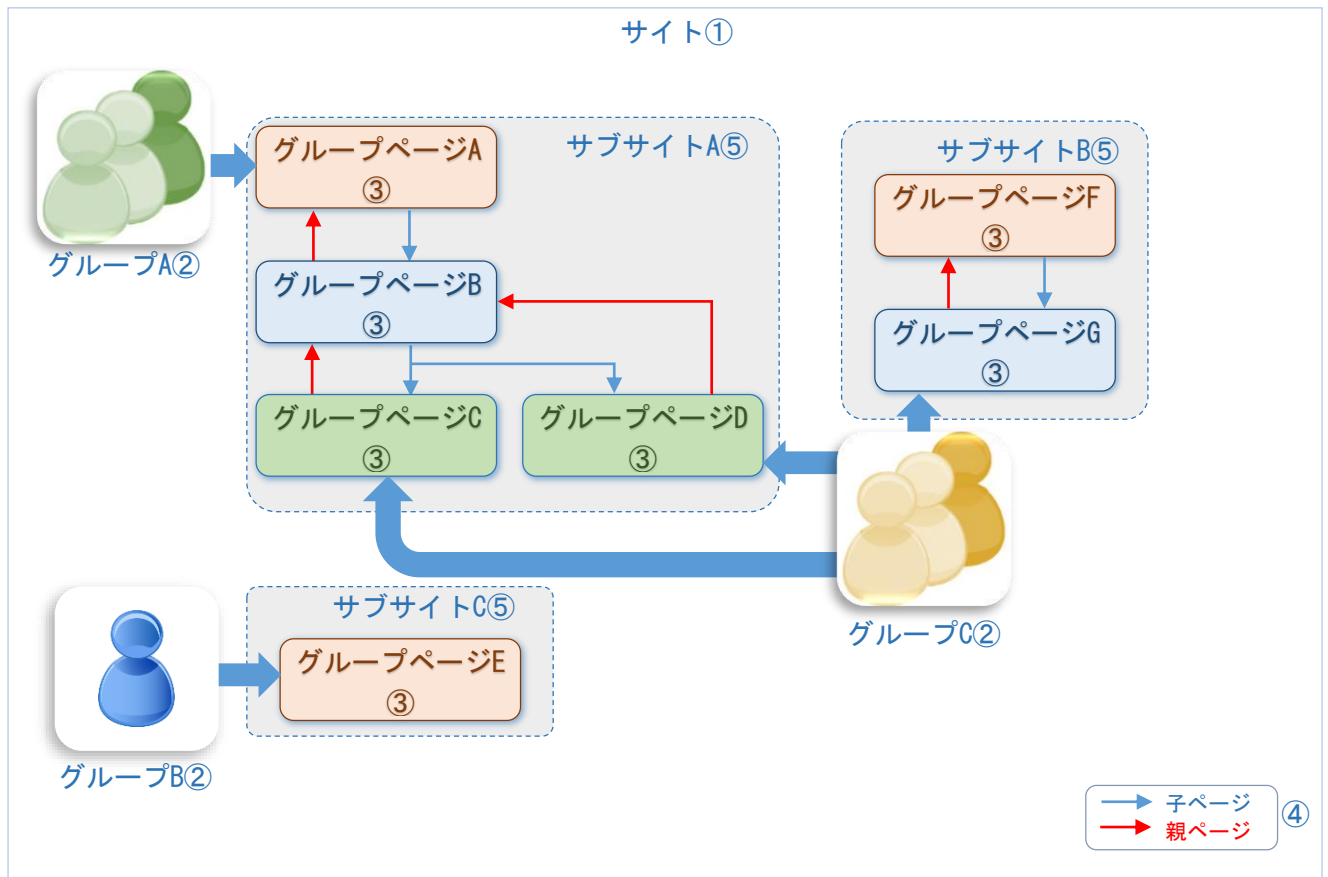 サイト①
グループA②
サブサイトA⑤
グループページA
③
グループページB
③
グループページC
③
グループページD
③
サブサイトB⑤
グループページF
③
グループページG
③
グループC②
サブサイトC⑤
グループページE
③
グループB②
子ページ
親ページ
④